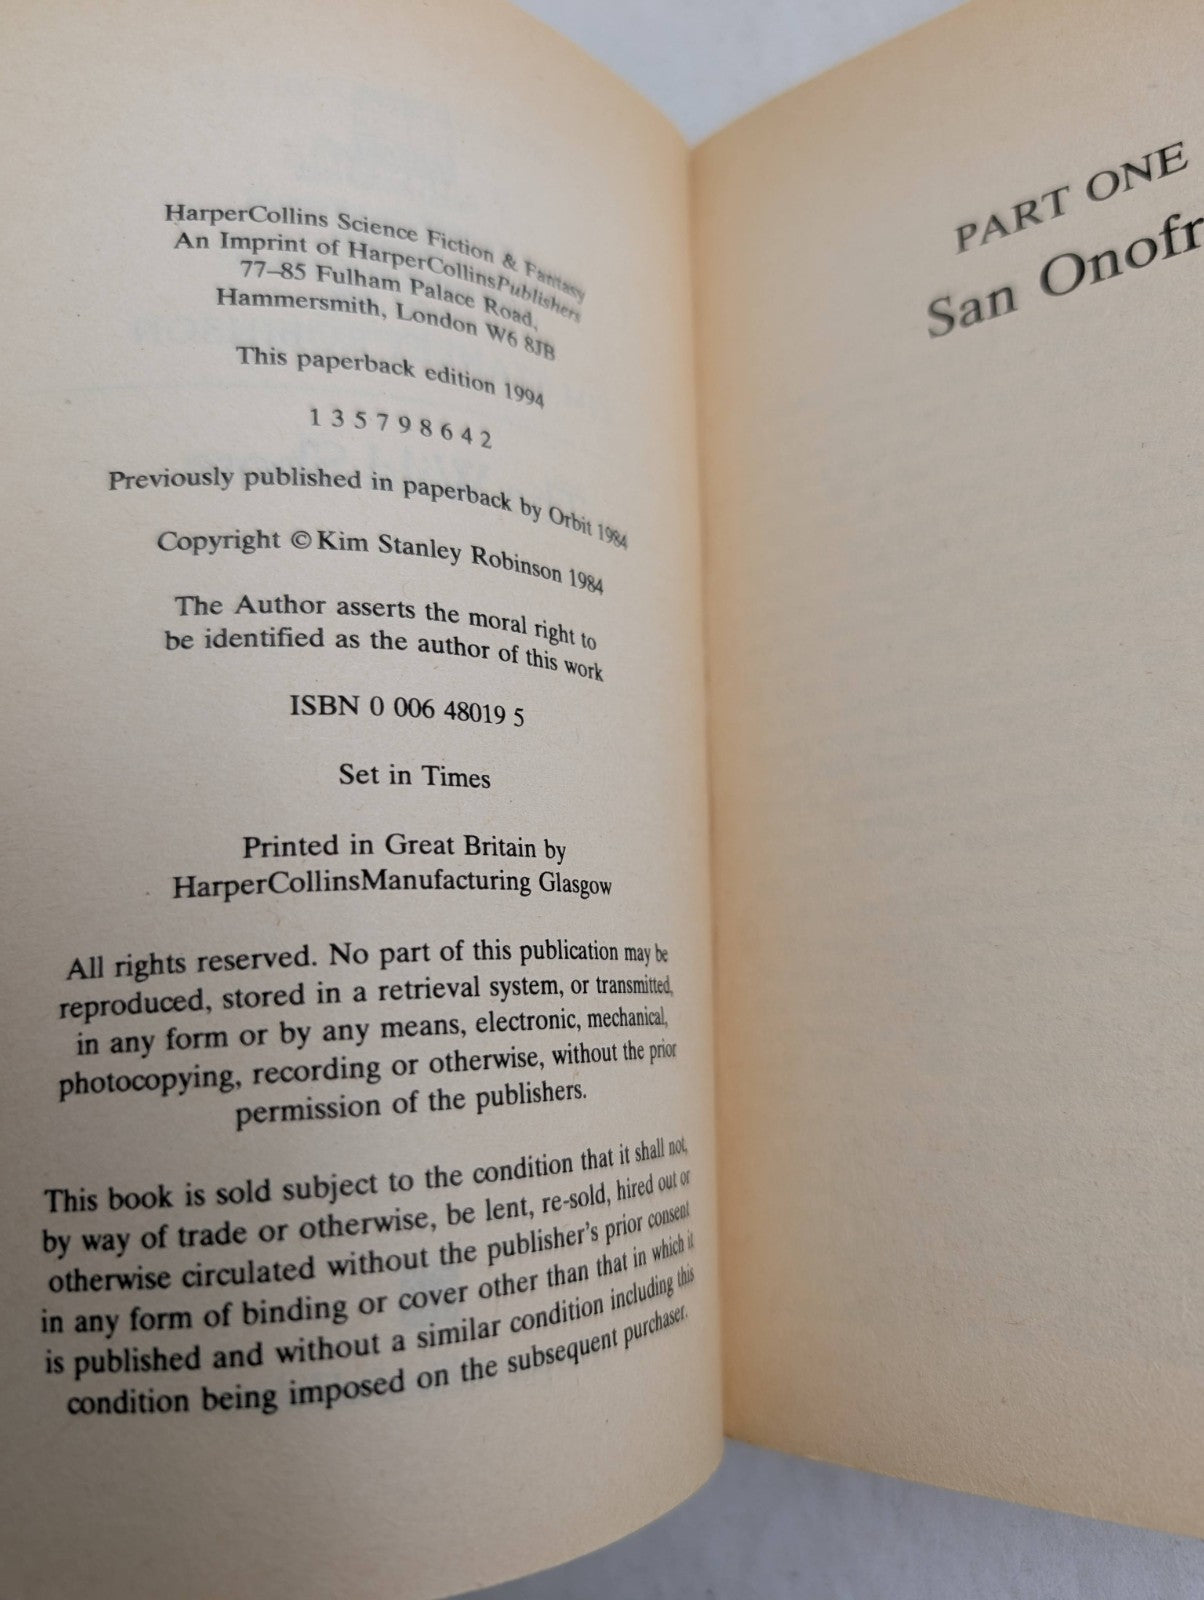 HarperCollins Science Fiction & Fantasy
An Imprint of HarperCollinsPublishers
77–85 Fulham Palace Road,
Hammersmith, London W6 8JB
This paperback edition 1994
1 3 5 7 9 8 6 4 2
Previously published in paperback by Orbit 1984
Copyright © Kim Stanley Robinson 1984
The Author asserts the moral right to
be identified as the author of this work
ISBN 0 006 48019 5
Set in Times
Printed in Great Britain by
HarperCollinsManufacturing Glasgow
All rights reserved. No part of this publication may be
reproduced, stored in a retrieval system, or transmitted,
in any form or by any means, electronic, mechanical,
photocopying, recording or otherwise, without the prior
permission of the publishers.
This book is sold subject to the condition that it shall not,
by way of trade or otherwise, be lent, re-sold, hired out or
otherwise circulated without the publisher's prior consent
in any form of binding or cover other than that in which it
is published and without a similar condition including this
condition being imposed on the subsequent purchaser.
PART ONE
San Onofr